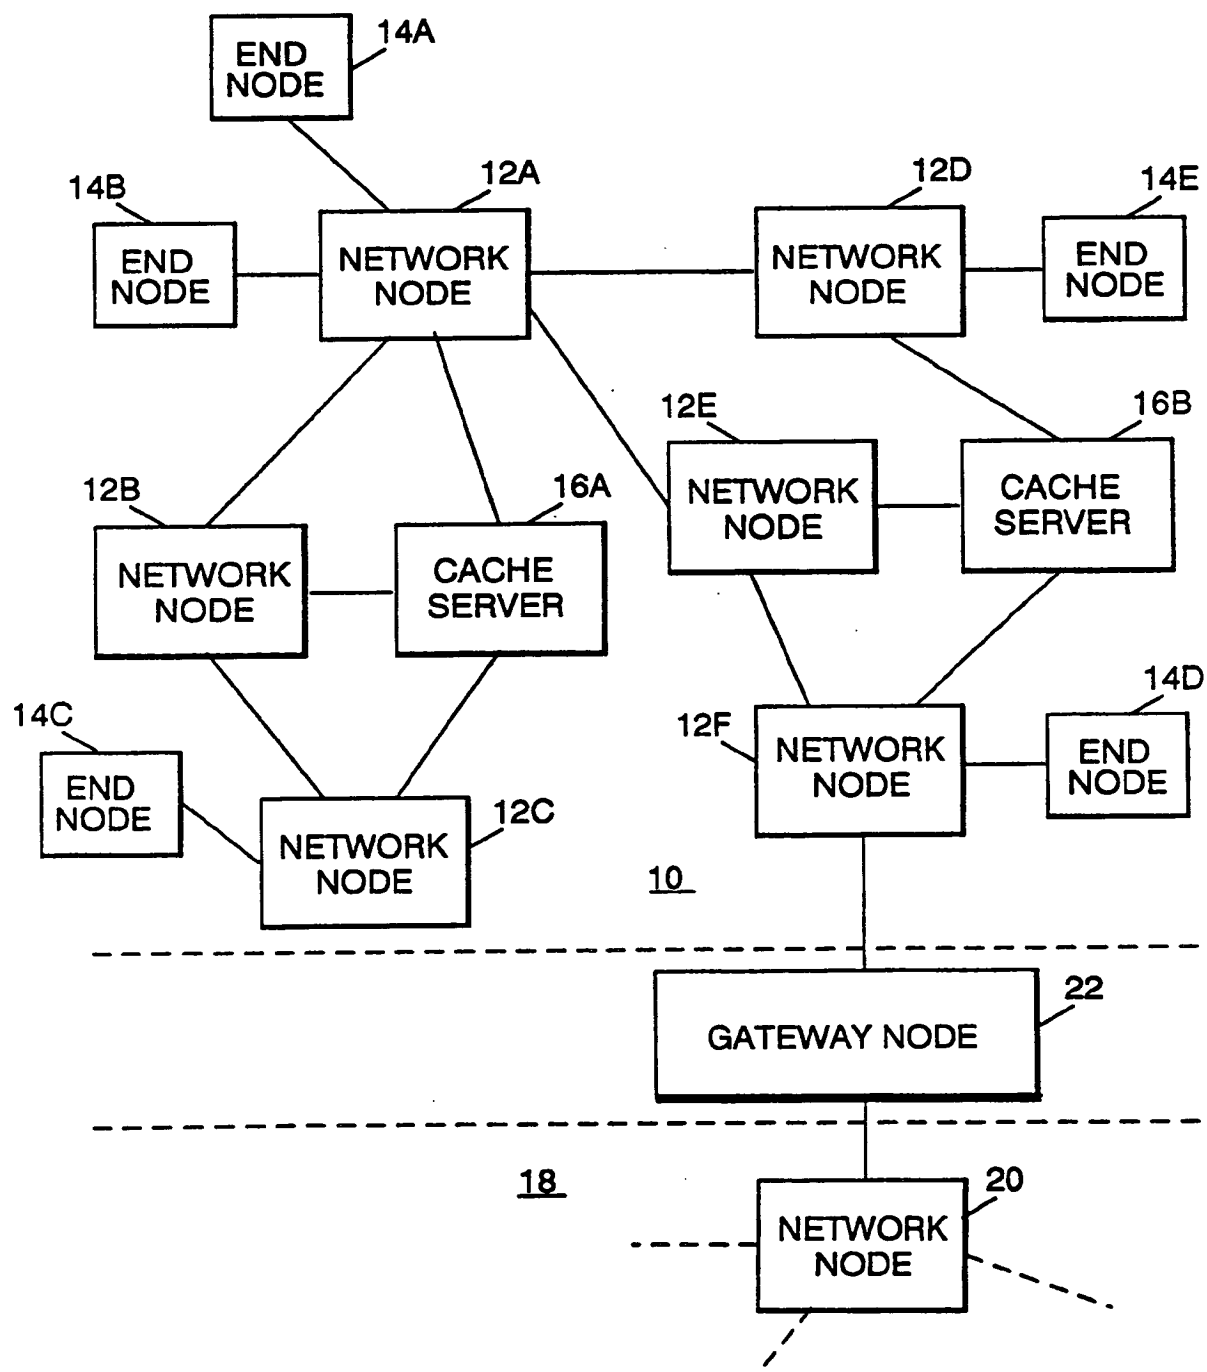 14A
END
NODE
12A
12D
14B
14E
END
NODE
NETWORK
NODE
NETWORK
NODE
END
NODE
12E
16B
12B
16A
NETWORK
NODE
CACHE
SERVER
NETWORK
NODE
CACHE
SERVER
14C
14D
12F
END
NODE
NETWORK
NODE
END
NODE
12C
NETWORK
NODE
10
22
GATEWAY NODE
18
20
NETWORK
NODE